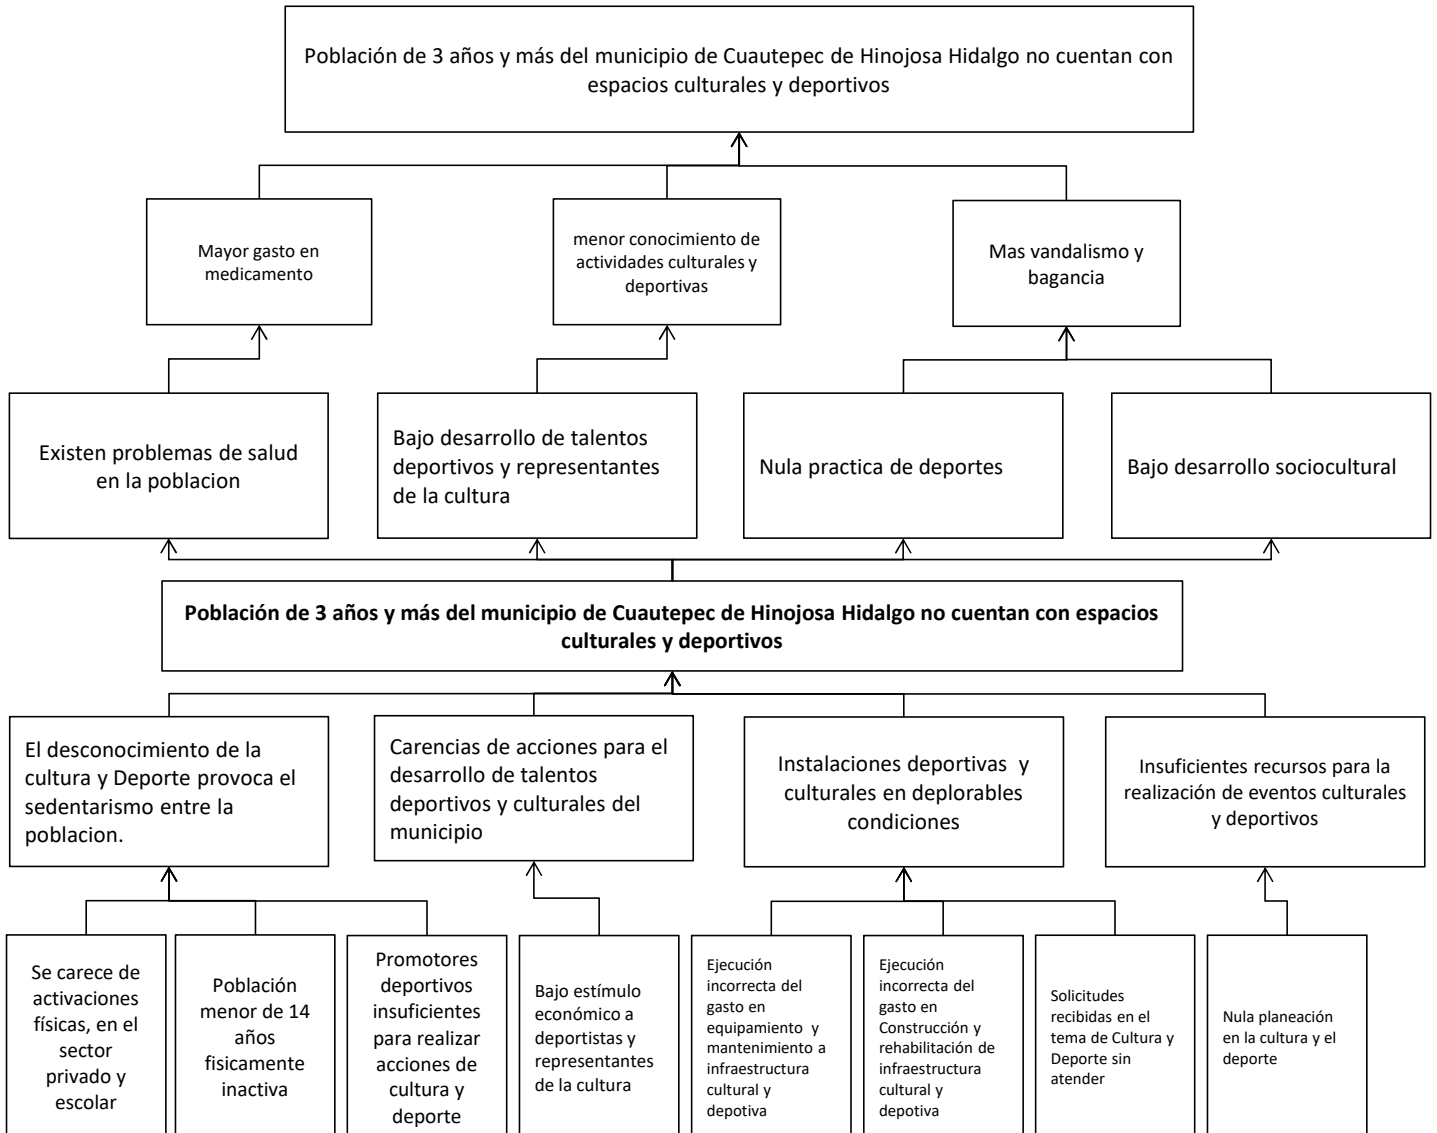 Población de 3 años y más del municipio de Cuautepec de Hinojosa Hidalgo no cuentan con
espacios culturales y deportivos
Mayor gasto en
medicamento
menor conocimiento de
actividades culturales y
deportivas
Mas vandalismo y
bagancia
Existen problemas de salud
en la poblacion
Bajo desarrollo de talentos
deportivos y representantes
de la cultura
Nula practica de deportes
Bajo desarrollo sociocultural
Población de 3 años y más del municipio de Cuautepec de Hinojosa Hidalgo no cuentan con espacios
culturales y deportivos
El desconocimiento de la
cultura y Deporte provoca el
sedentarismo entre la
poblacion.
Carencias de acciones para el
desarrollo de talentos
deportivos y culturales del
municipio
Instalaciones deportivas y
culturales en deplorables
condiciones
Insuficientes recursos para la
realización de eventos culturales
y deportivos
Se carece de
activaciones
físicas, en el
sector
privado y
escolar
Población
menor de 14
años
fisicamente
inactiva
Promotores
deportivos
insuficientes
para realizar
acciones de
cultura y
deporte
Bajo estímulo
económico a
deportistas y
representantes
de la cultura
Ejecución
incorrecta del
gasto en
equipamiento y
mantenimiento a
infraestructura
cultural y
depotiva
Ejecución
incorrecta del
gasto en
Construcción y
rehabilitación de
infraestructura
cultural y
depotiva
Solicitudes
recibidas en el
tema de Cultura y
Deporte sin
atender
Nula planeación
en la cultura y el
deporte